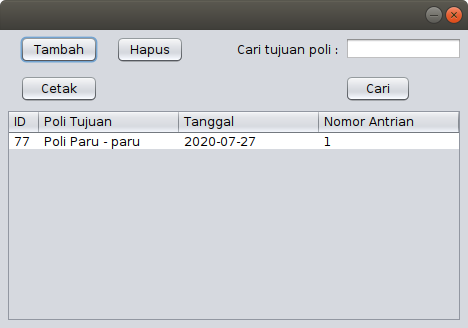 Tambah Hapus Cari tujuan poli :
Cetak Cari
ID Poli Tujuan Tanggal Nomor Antrian
77 Poli Paru - paru 2020-07-27 1